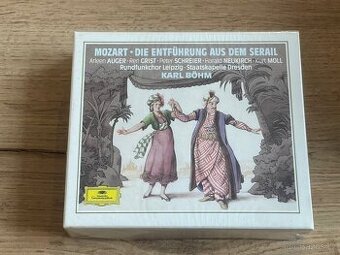 MOZART · DIE ENTFÜHRUNG AUS DEM SERAIL
Arleen AUGER · Reri GRIST · Peter SCHREIER · Harald NEUKIRCH · Kurt MOLL
Rundfunkchor Leipzig · Staatskapelle Dresden
KARL BÖHM